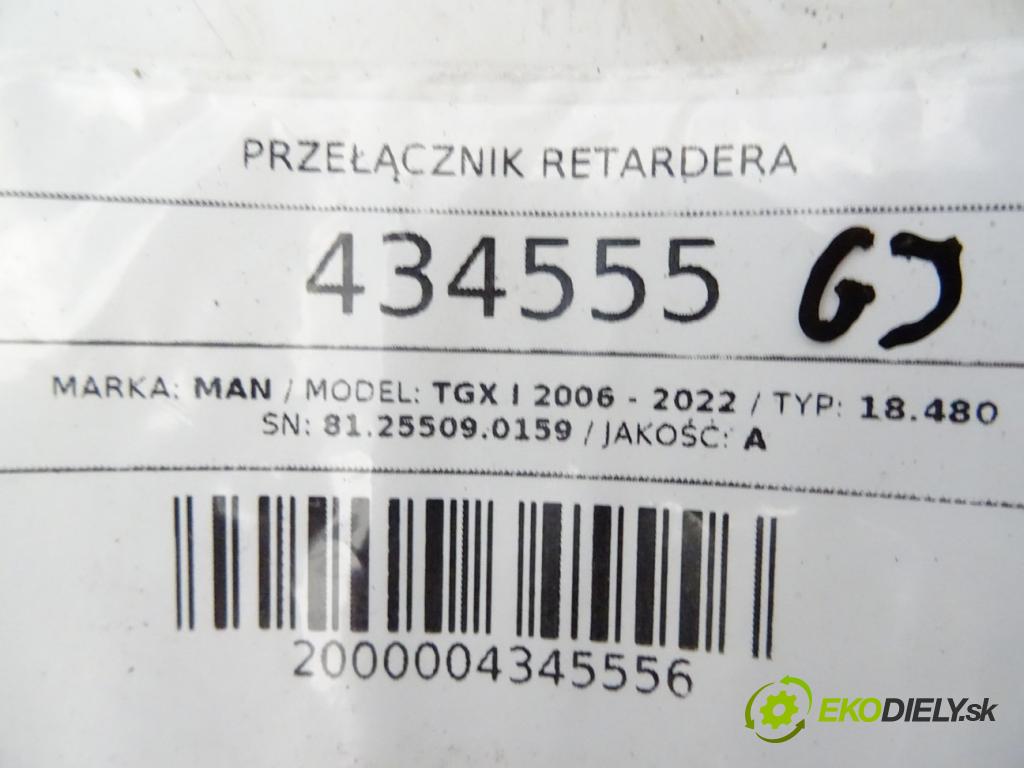 PRZEŁĄCZNIK RETARDERA
434555 GJ
MARKA: MAN / MODEL: TGX I 2006 - 2022 / TYP: 18.480
SN: 81.25509.0159 / JAKOŚĆ: A
2000004345556
EKODIELY.sk